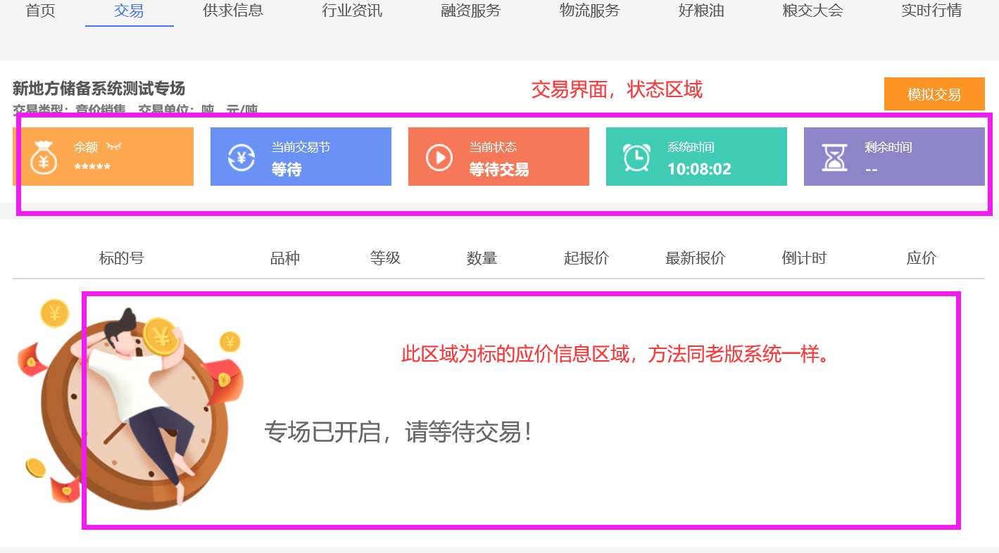 首页 交易 供求信息 行业资讯 融资服务 物流服务 好粮油 粮交大会 实时行情
新地方储备系统测试专场
交易界面，状态区域
模拟交易
交易类型：竞价销售 交易单位：吨 元/吨
余额 当前交易节 当前状态 系统时间 剩余时间
***** 等待 等待交易 10:08:02 --
标的号 品种 等级 数量 起报价 最新报价 倒计时 应价
此区域为标的应价信息区域，方法同老版系统一样。
专场已开启，请等待交易！